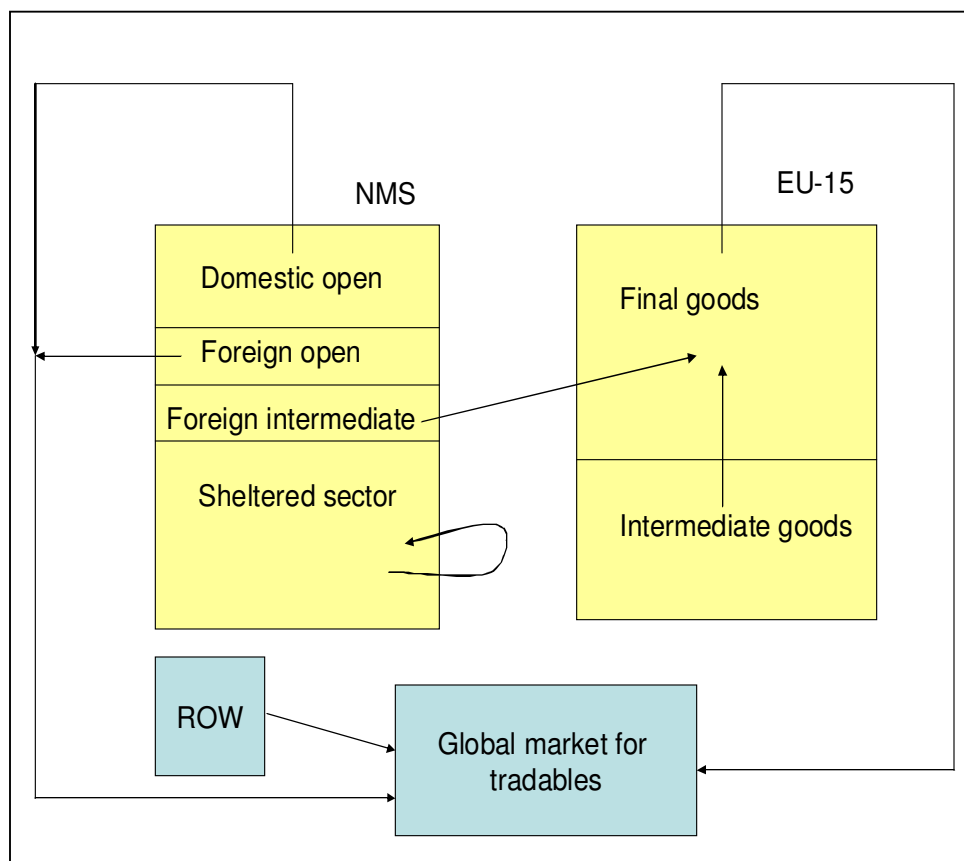 NMS
EU-15
Domestic open
Foreign open
Foreign intermediate
Sheltered sector
Final goods
Intermediate goods
ROW
Global market for
tradables